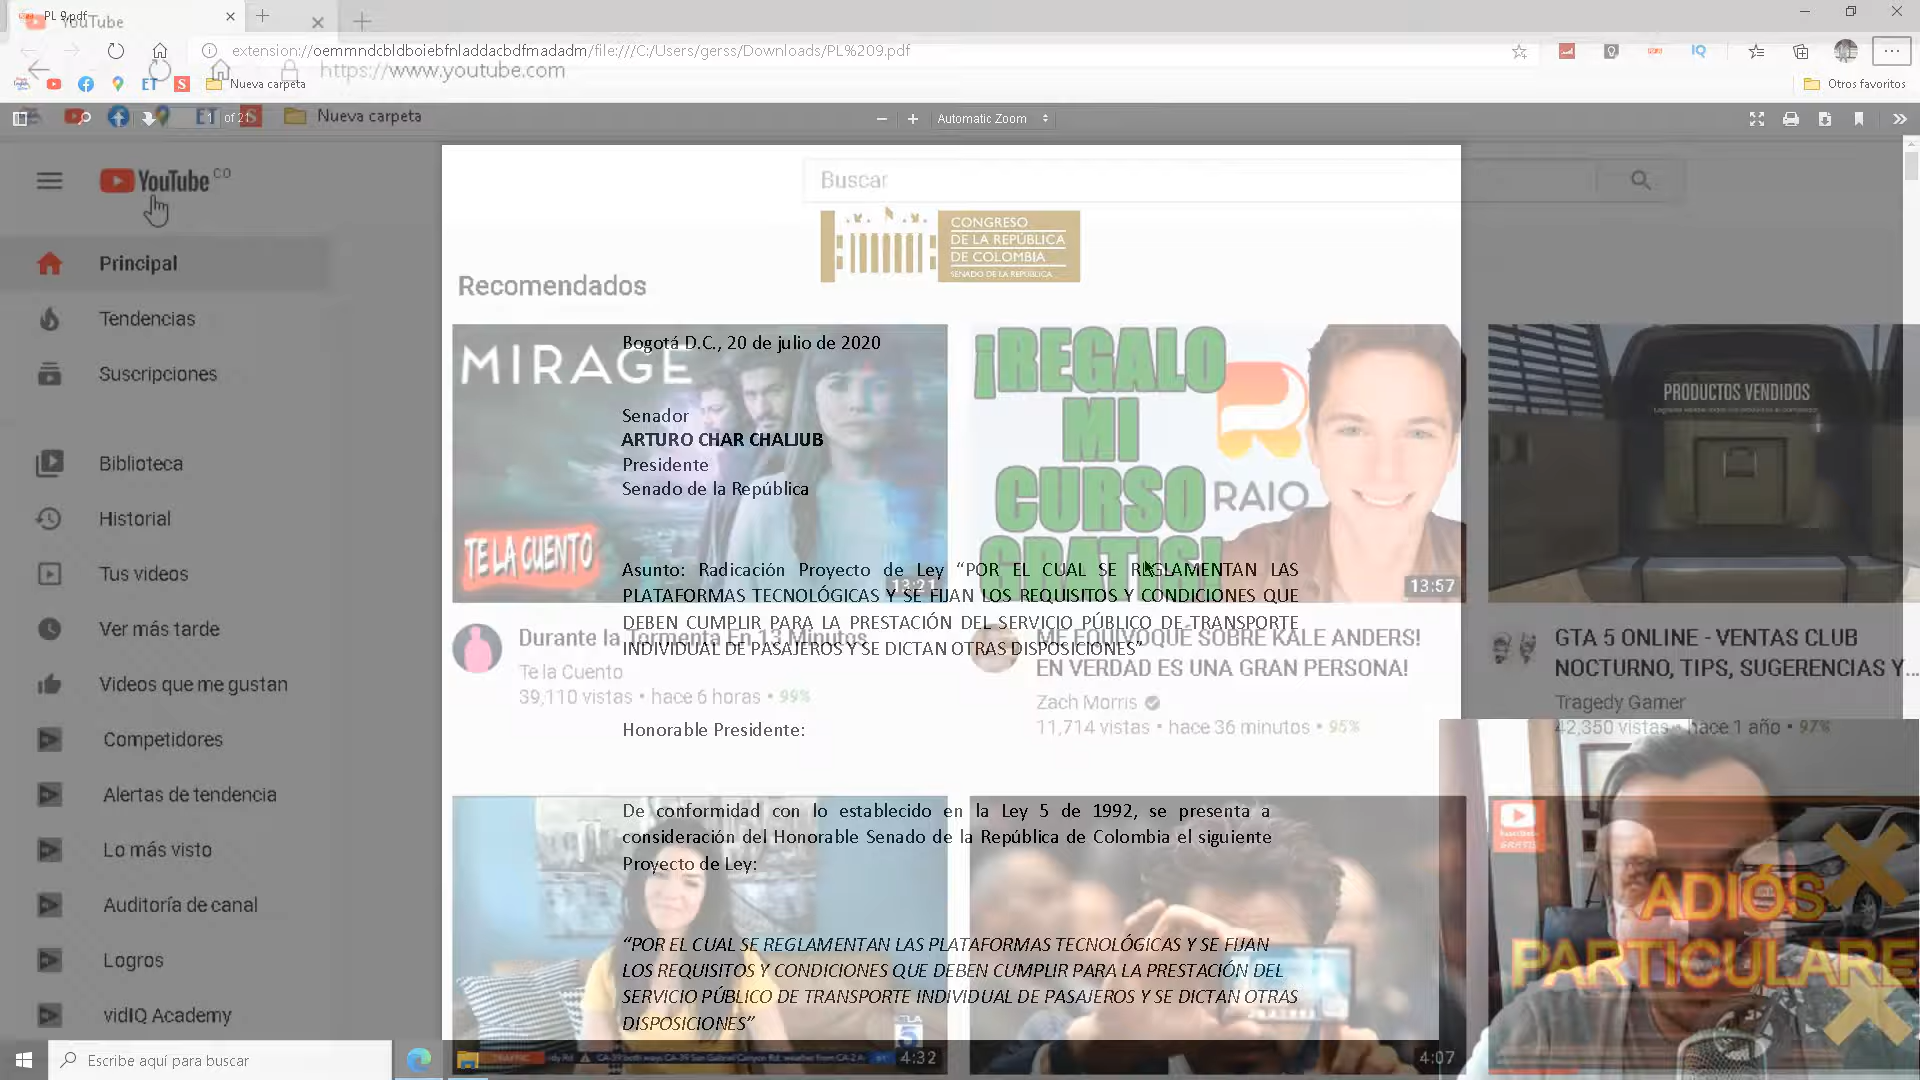 PL 9.pdf
YouTube
extension://oemmndcbldboiebfnladdacbdfmadadm/file:///C:/Users/gerss/Downloads/PL%209.pdf
https://www.youtube.com
IQ
ET
S
Nueva carpeta
Otros favoritos
ET
S
Nueva carpeta
1 of 21
Automatic Zoom
YouTube CO
Buscar
CONGRESO
DE LA REPÚBLICA
DE COLOMBIA
SENADO DE LA REPÚBLICA
Principal
Tendencias
Suscripciones
Biblioteca
Historial
Tus videos
Ver más tarde
Videos que me gustan
Competidores
Alertas de tendencia
Lo más visto
Auditoría de canal
Logros
vidIQ Academy
Recomendados
Bogotá D.C., 20 de julio de 2020
Senador
ARTURO CHAR CHALJUB
Presidente
Senado de la República
Asunto: Radicación Proyecto de Ley “POR EL CUAL SE REGLAMENTAN LAS
PLATAFORMAS TECNOLÓGICAS Y SE FIJAN LOS REQUISITOS Y CONDICIONES QUE
DEBEN CUMPLIR PARA LA PRESTACIÓN DEL SERVICIO PÚBLICO DE TRANSPORTE
INDIVIDUAL DE PASAJEROS Y SE DICTAN OTRAS DISPOSICIONES”
Honorable Presidente:
De conformidad con lo establecido en la Ley 5 de 1992, se presenta a
consideración del Honorable Senado de la República de Colombia el siguiente
Proyecto de Ley:
“POR EL CUAL SE REGLAMENTAN LAS PLATAFORMAS TECNOLÓGICAS Y SE FIJAN
LOS REQUISITOS Y CONDICIONES QUE DEBEN CUMPLIR PARA LA PRESTACIÓN DEL
SERVICIO PÚBLICO DE TRANSPORTE INDIVIDUAL DE PASAJEROS Y SE DICTAN OTRAS
DISPOSICIONES”
MIRAGE
TE LA CUENTO
13:21
Durante la Tormenta En 13 Minutos
Te la Cuento
39,110 vistas • hace 6 horas • 99%
¡REGALO
MI
CURSO
GRATIS!
RAIO
13:57
ME EQUIVOQUÉ SOBRE KALE ANDERS!
EN VERDAD ES UNA GRAN PERSONA!
Zach Morris
11,714 vistas • hace 36 minutos • 95%
PRODUCTOS VENDIDOS
GTA 5 ONLINE - VENTAS CLUB
NOCTURNO, TIPS, SUGERENCIAS Y...
Tragedy Gamer
42,350 vistas • hace 1 año • 97%
4:32
4:07
GRATIS
ADIÓS
PARTICULARE
Escribe aquí para buscar